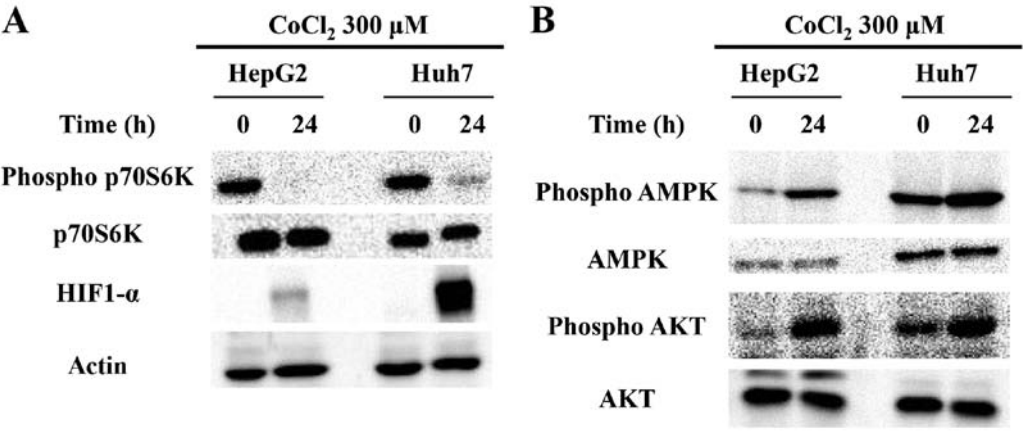 A
CoCl2 300 μM
HepG2 Huh7
Time (h) 0 24 0 24
Phospho p70S6K
p70S6K
HIF1-α
Actin
B
CoCl2 300 μM
HepG2 Huh7
Time (h) 0 24 0 24
Phospho AMPK
AMPK
Phospho AKT
AKT